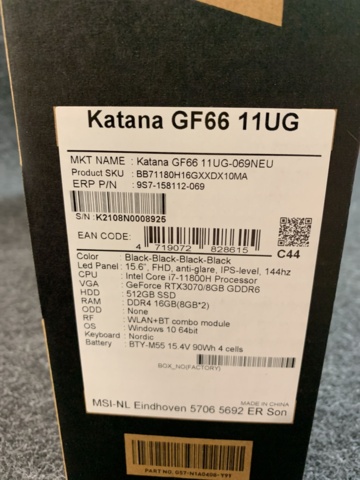 Katana GF66 11UG
MKT NAME : Katana GF66 11UG-069NEU
Product SKU : BB71180H16GXXDX10MA
ERP P/N : 9S7-158112-069
S/N : K2108N0008925
EAN CODE:
4 719072 828615
C44
Color : Black-Black-Black-Black
Led Panel : 15.6", FHD, anti-glare, IPS-level, 144hz
CPU : Intel Core i7-11800H Processor
VGA : GeForce RTX3070/8GB GDDR6
HDD : 512GB SSD
RAM : DDR4 16GB(8GB*2)
ODD : None
RF : WLAN+BT combo module
OS : Windows 10 64bit
Keyboard : Nordic
Battery : BTY-M55 15.4V 90Wh 4 cells
BOX_NO(FACTORY)
MADE IN CHINA
MSI-NL Eindhoven 5706 5692 ER Son